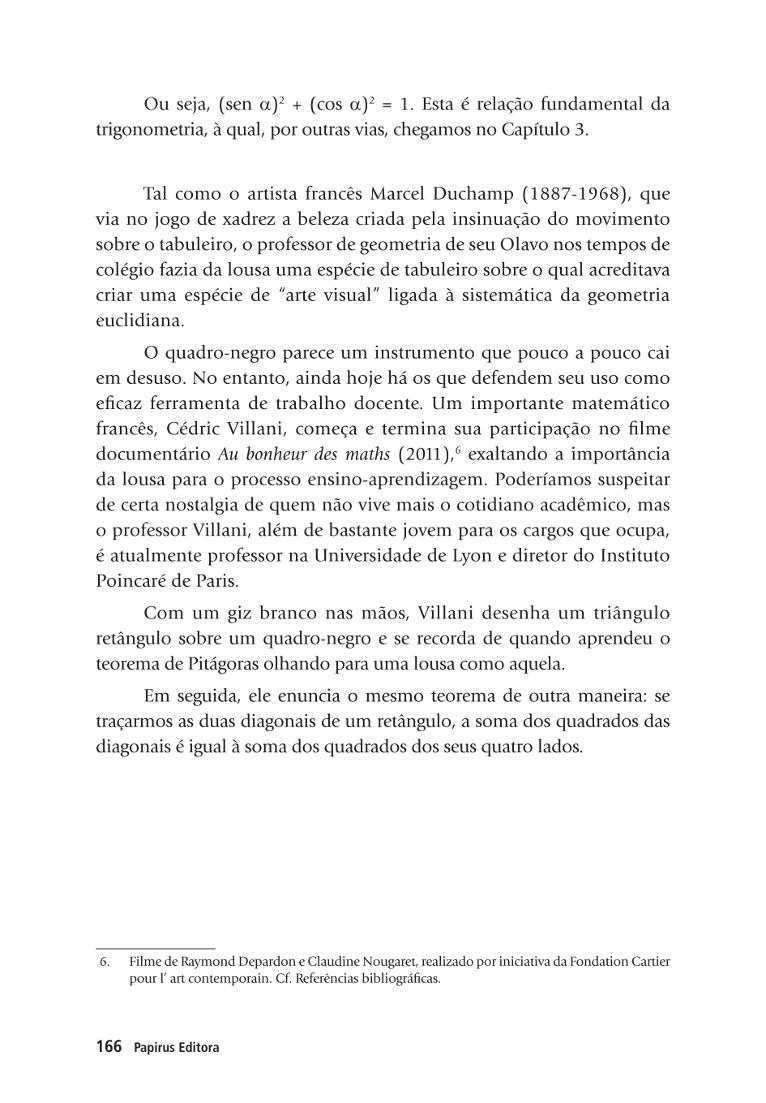 Ou seja, (sen α)² + (cos α)² = 1. Esta é relação fundamental da
trigonometria, à qual, por outras vias, chegamos no Capítulo 3.
Tal como o artista francês Marcel Duchamp (1887-1968), que
via no jogo de xadrez a beleza criada pela insinuação do movimento
sobre o tabuleiro, o professor de geometria de seu Olavo nos tempos de
colégio fazia da lousa uma espécie de tabuleiro sobre o qual acreditava
criar uma espécie de “arte visual” ligada à sistemática da geometria
euclidiana.
O quadro-negro parece um instrumento que pouco a pouco cai
em desuso. No entanto, ainda hoje há os que defendem seu uso como
eficaz ferramenta de trabalho docente. Um importante matemático
francês, Cédric Villani, começa e termina sua participação no filme
documentário Au bonheur des maths (2011),⁶ exaltando a importância
da lousa para o processo ensino-aprendizagem. Poderíamos suspeitar
de certa nostalgia de quem não vive mais o cotidiano acadêmico, mas
o professor Villani, além de bastante jovem para os cargos que ocupa,
é atualmente professor na Universidade de Lyon e diretor do Instituto
Poincaré de Paris.
Com um giz branco nas mãos, Villani desenha um triângulo
retângulo sobre um quadro-negro e se recorda de quando aprendeu o
teorema de Pitágoras olhando para uma lousa como aquela.
Em seguida, ele enuncia o mesmo teorema de outra maneira: se
traçarmos as duas diagonais de um retângulo, a soma dos quadrados das
diagonais é igual à soma dos quadrados dos seus quatro lados.
6. Filme de Raymond Depardon e Claudine Nougaret, realizado por iniciativa da Fondation Cartier
pour l’ art contemporain. Cf. Referências bibliográficas.
166 Papirus Editora